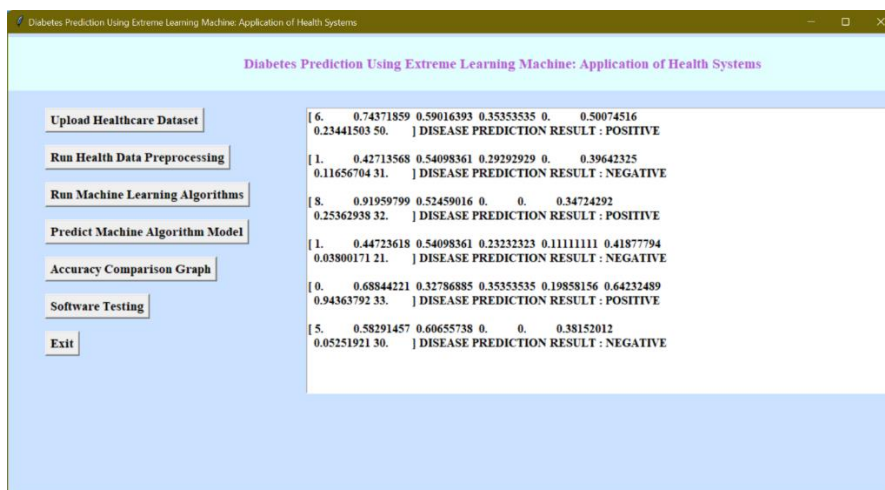 Diabetes Prediction Using Extreme Learning Machine: Application of Health Systems
Diabetes Prediction Using Extreme Learning Machine: Application of Health Systems
Upload Healthcare Dataset
Run Health Data Preprocessing
Run Machine Learning Algorithms
Predict Machine Algorithm Model
Accuracy Comparison Graph
Software Testing
Exit
[ 6. 0.74371859 0.59016393 0.35353535 0. 0.50074516
0.23441503 50. ] DISEASE PREDICTION RESULT : POSITIVE
[ 1. 0.42713568 0.54098361 0.29292929 0. 0.39642325
0.11656704 31. ] DISEASE PREDICTION RESULT : NEGATIVE
[ 8. 0.91959799 0.52459016 0. 0. 0.34724292
0.25362938 32. ] DISEASE PREDICTION RESULT : POSITIVE
[ 1. 0.44723618 0.54098361 0.23232323 0.11111111 0.41877794
0.03800171 21. ] DISEASE PREDICTION RESULT : NEGATIVE
[ 0. 0.68844221 0.32786885 0.35353535 0.19858156 0.64232489
0.94363792 33. ] DISEASE PREDICTION RESULT : POSITIVE
[ 5. 0.58291457 0.60655738 0. 0. 0.38152012
0.05251921 30. ] DISEASE PREDICTION RESULT : NEGATIVE